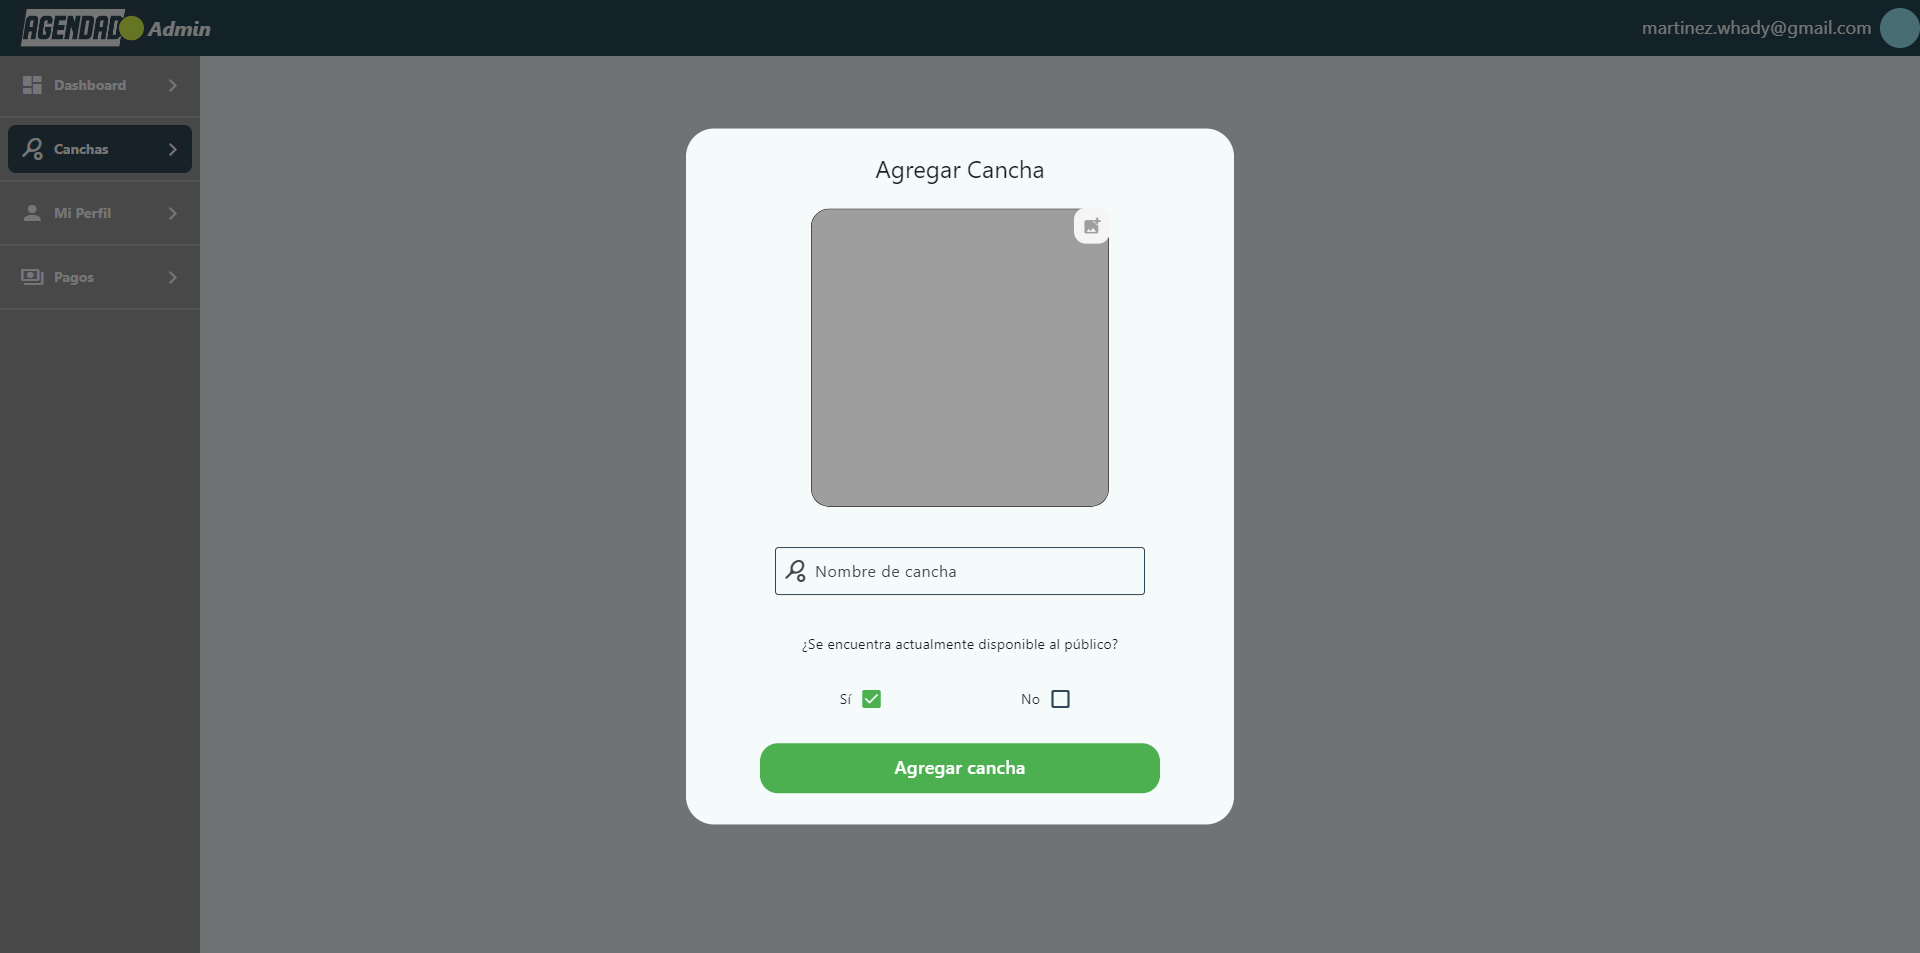 AGENDADO Admin
martinez.whady@gmail.com
Dashboard
Canchas
Mi Perfil
Pagos
Agregar Cancha
Nombre de cancha
¿Se encuentra actualmente disponible al público?
Sí
No
Agregar cancha